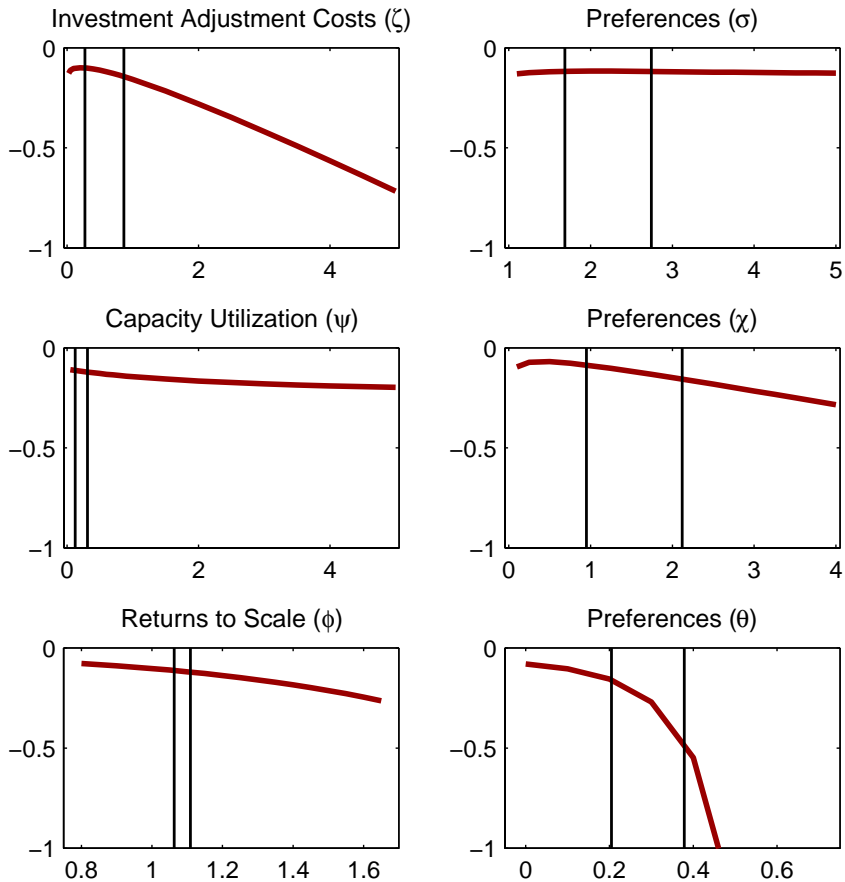 Investment Adjustment Costs (ζ)
0
−0.5
−1
0 2 4
Preferences (σ)
0
−0.5
−1
1 2 3 4 5
Capacity Utilization (ψ)
0
−0.5
−1
0 2 4
Preferences (χ)
0
−0.5
−1
0 1 2 3 4
Returns to Scale (ϕ)
0
−0.5
−1
0.8 1 1.2 1.4 1.6
Preferences (θ)
0
−0.5
−1
0 0.2 0.4 0.6